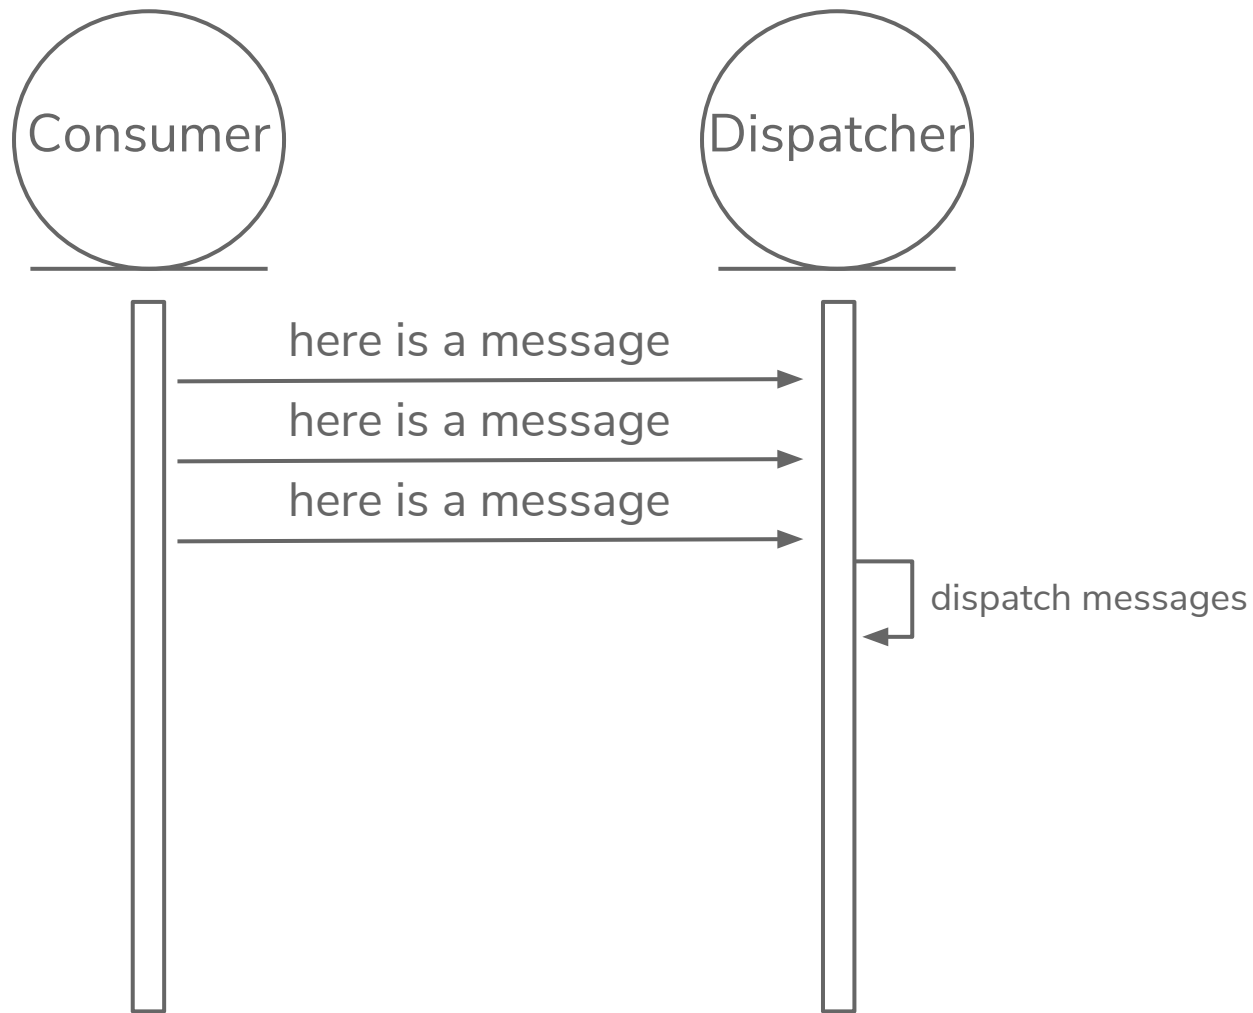 Consumer
Dispatcher
here is a message
here is a message
here is a message
dispatch messages